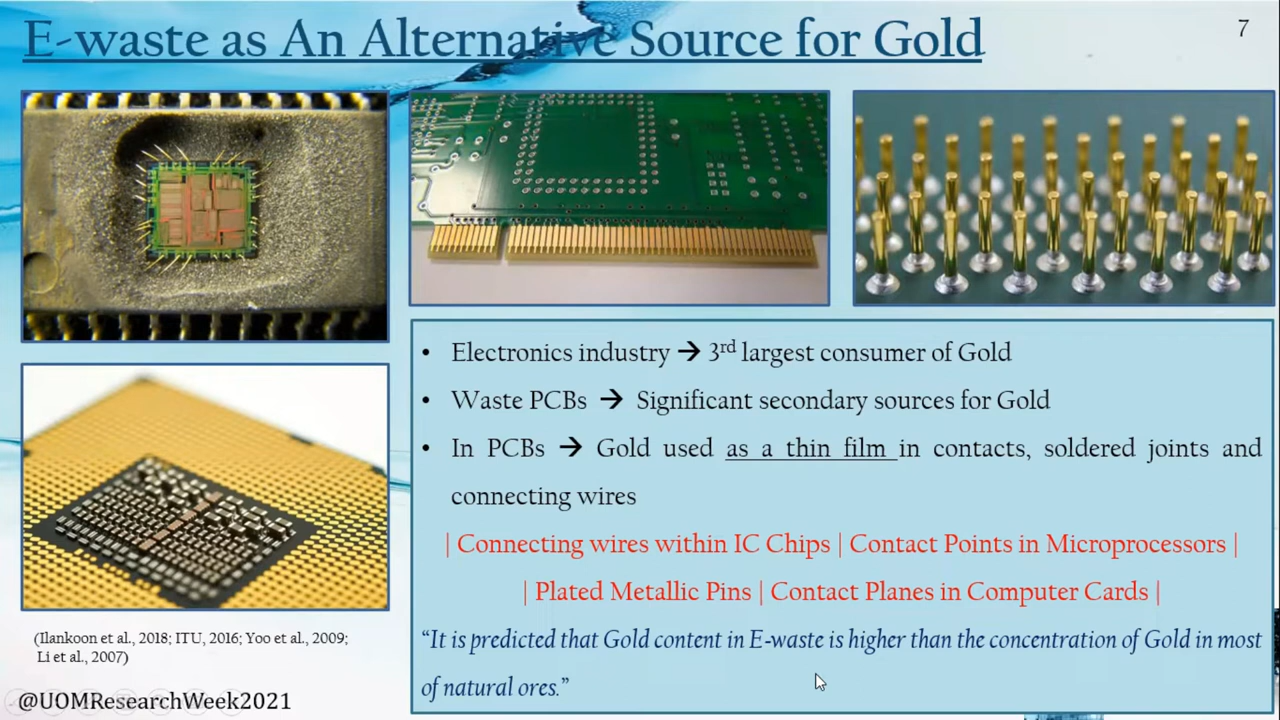 E-waste as An Alternative Source for Gold
7
• Electronics industry → 3rd largest consumer of Gold
• Waste PCBs → Significant secondary sources for Gold
• In PCBs → Gold used as a thin film in contacts, soldered joints and
connecting wires
| Connecting wires within IC Chips | Contact Points in Microprocessors |
| Plated Metallic Pins | Contact Planes in Computer Cards |
“It is predicted that Gold content in E-waste is higher than the concentration of Gold in most
of natural ores.”
(Ilankoon et al., 2018; ITU, 2016; Yoo et al., 2009;
Li et al., 2007)
@UOMResearchWeek2021